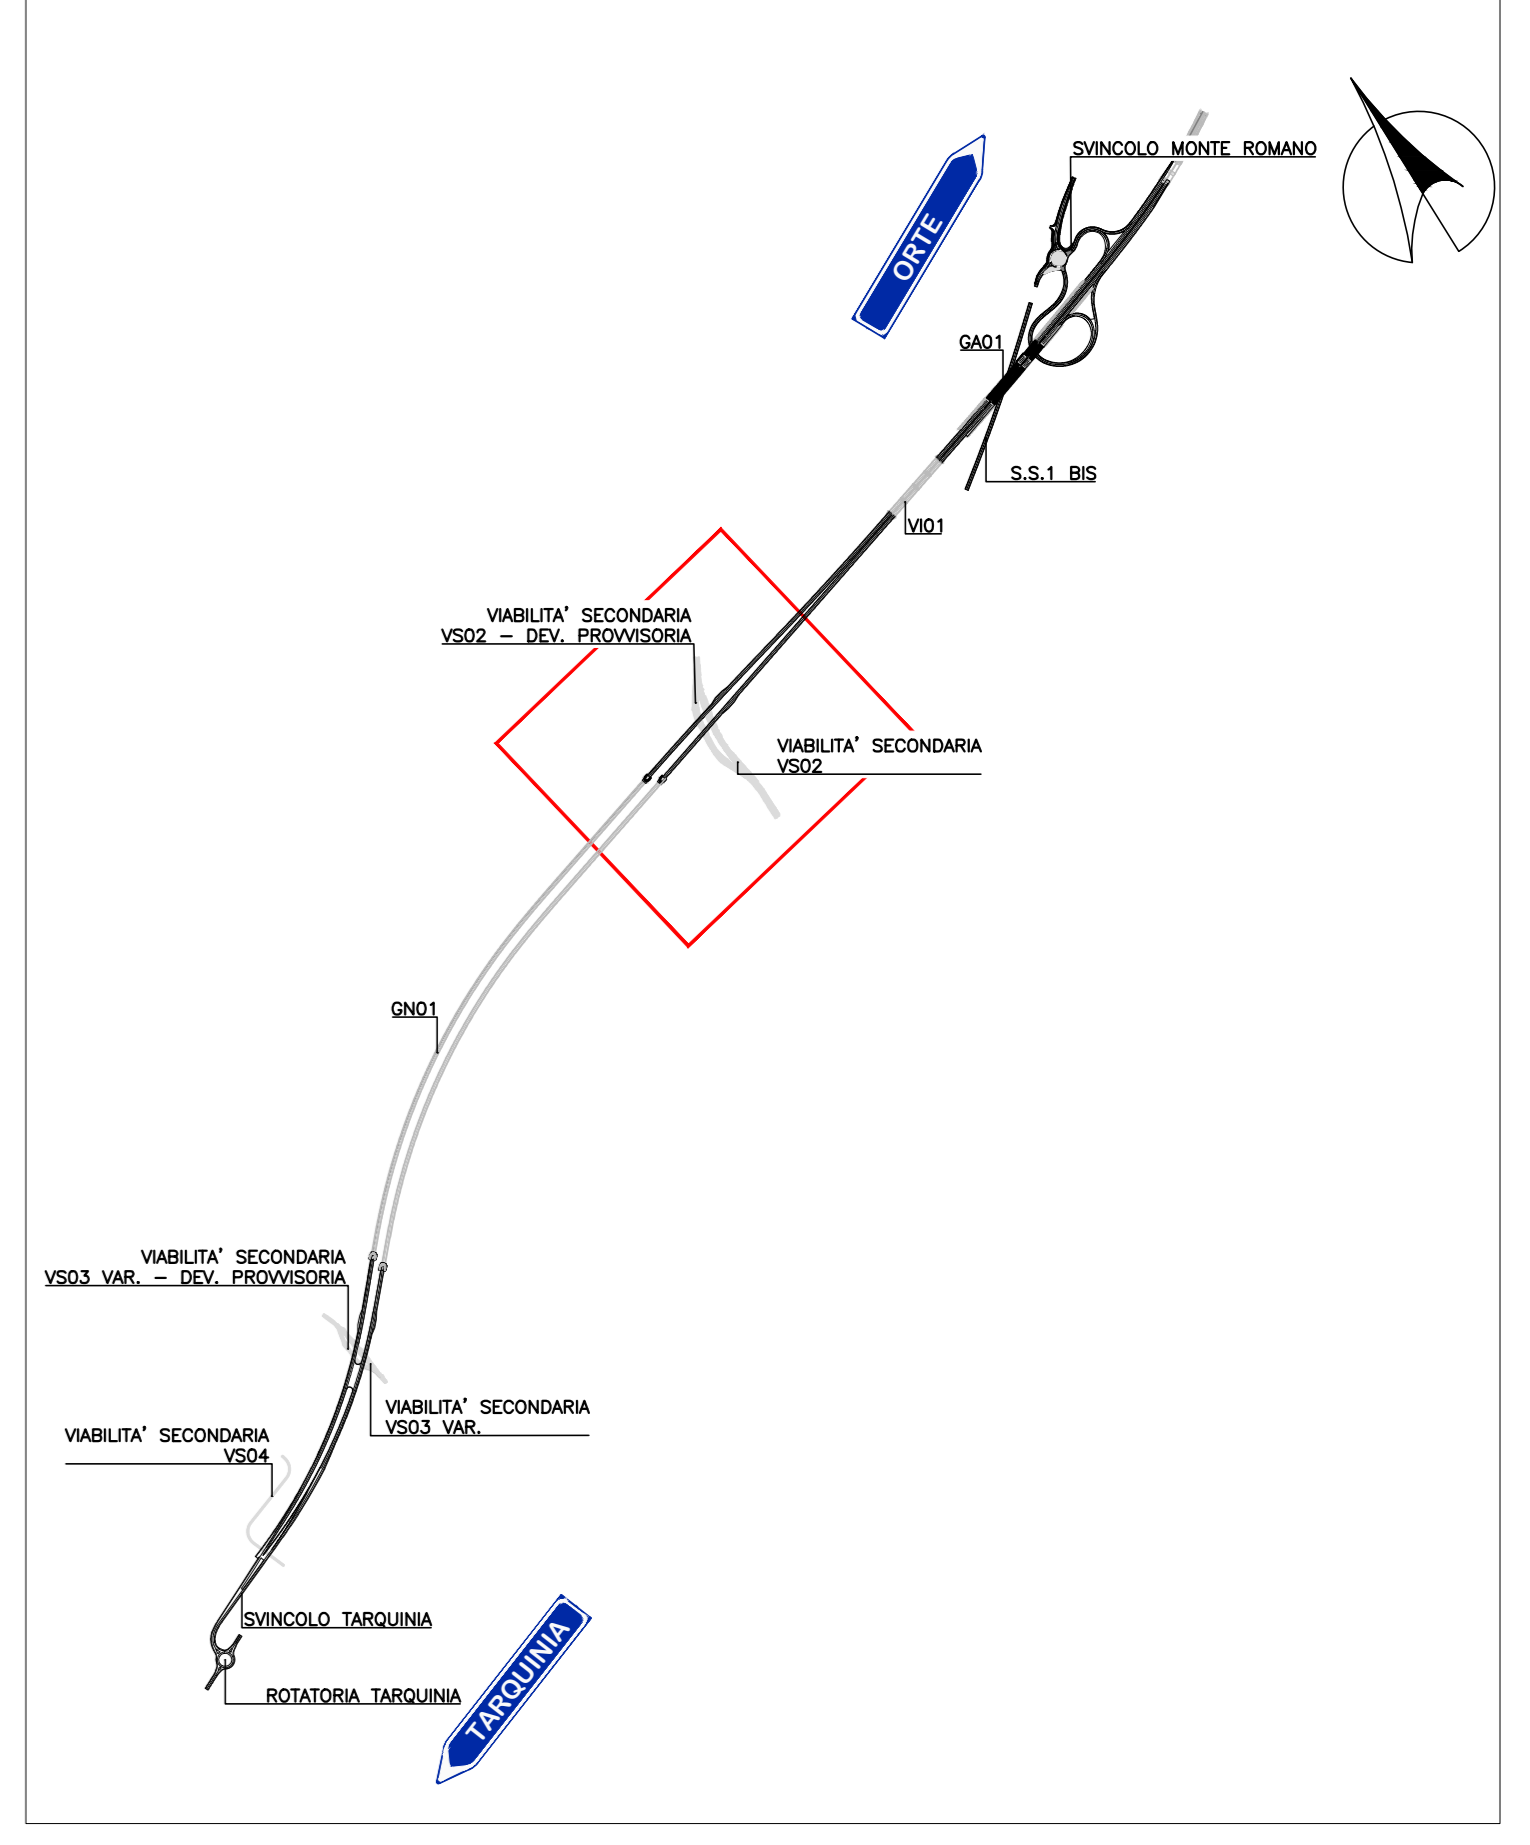 SVINCOLO MONTE ROMANO
ORTE
GA01
S.S.1 BIS
VI01
VIABILITA' SECONDARIA
VS02 – DEV. PROVVISORIA
VIABILITA' SECONDARIA
VS02
GN01
VIABILITA' SECONDARIA
VS03 VAR. – DEV. PROVVISORIA
VIABILITA' SECONDARIA
VS03 VAR.
VIABILITA' SECONDARIA
VS04
SVINCOLO TARQUINIA
TARQUINIA
ROTATORIA TARQUINIA